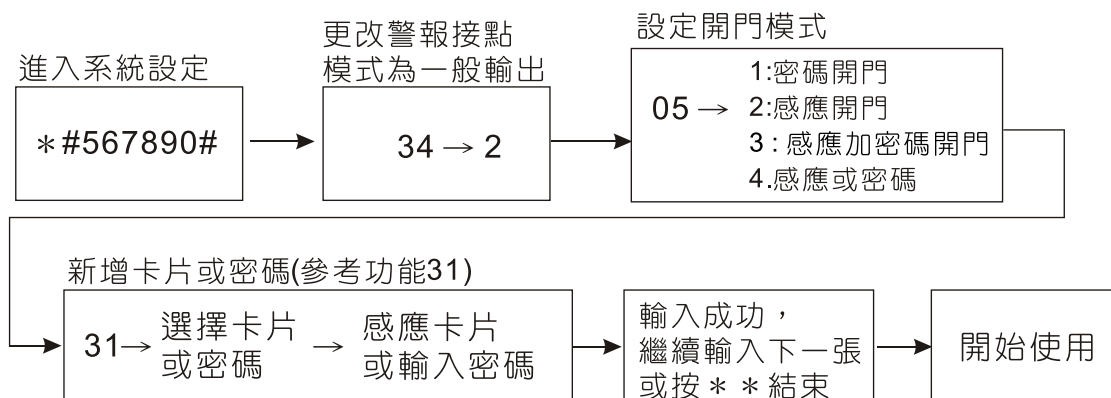 進入系統設定
＊#567890#
更改警報接點
模式為一般輸出
34 → 2
設定開門模式
05 →
1:密碼開門
2:感應開門
3 : 感應加密碼開門
4.感應或密碼
新增卡片或密碼(參考功能31)
31→
選擇卡片
或密碼
→
感應卡片
或輸入密碼
輸入成功，
繼續輸入下一張
或按＊＊結束
開始使用